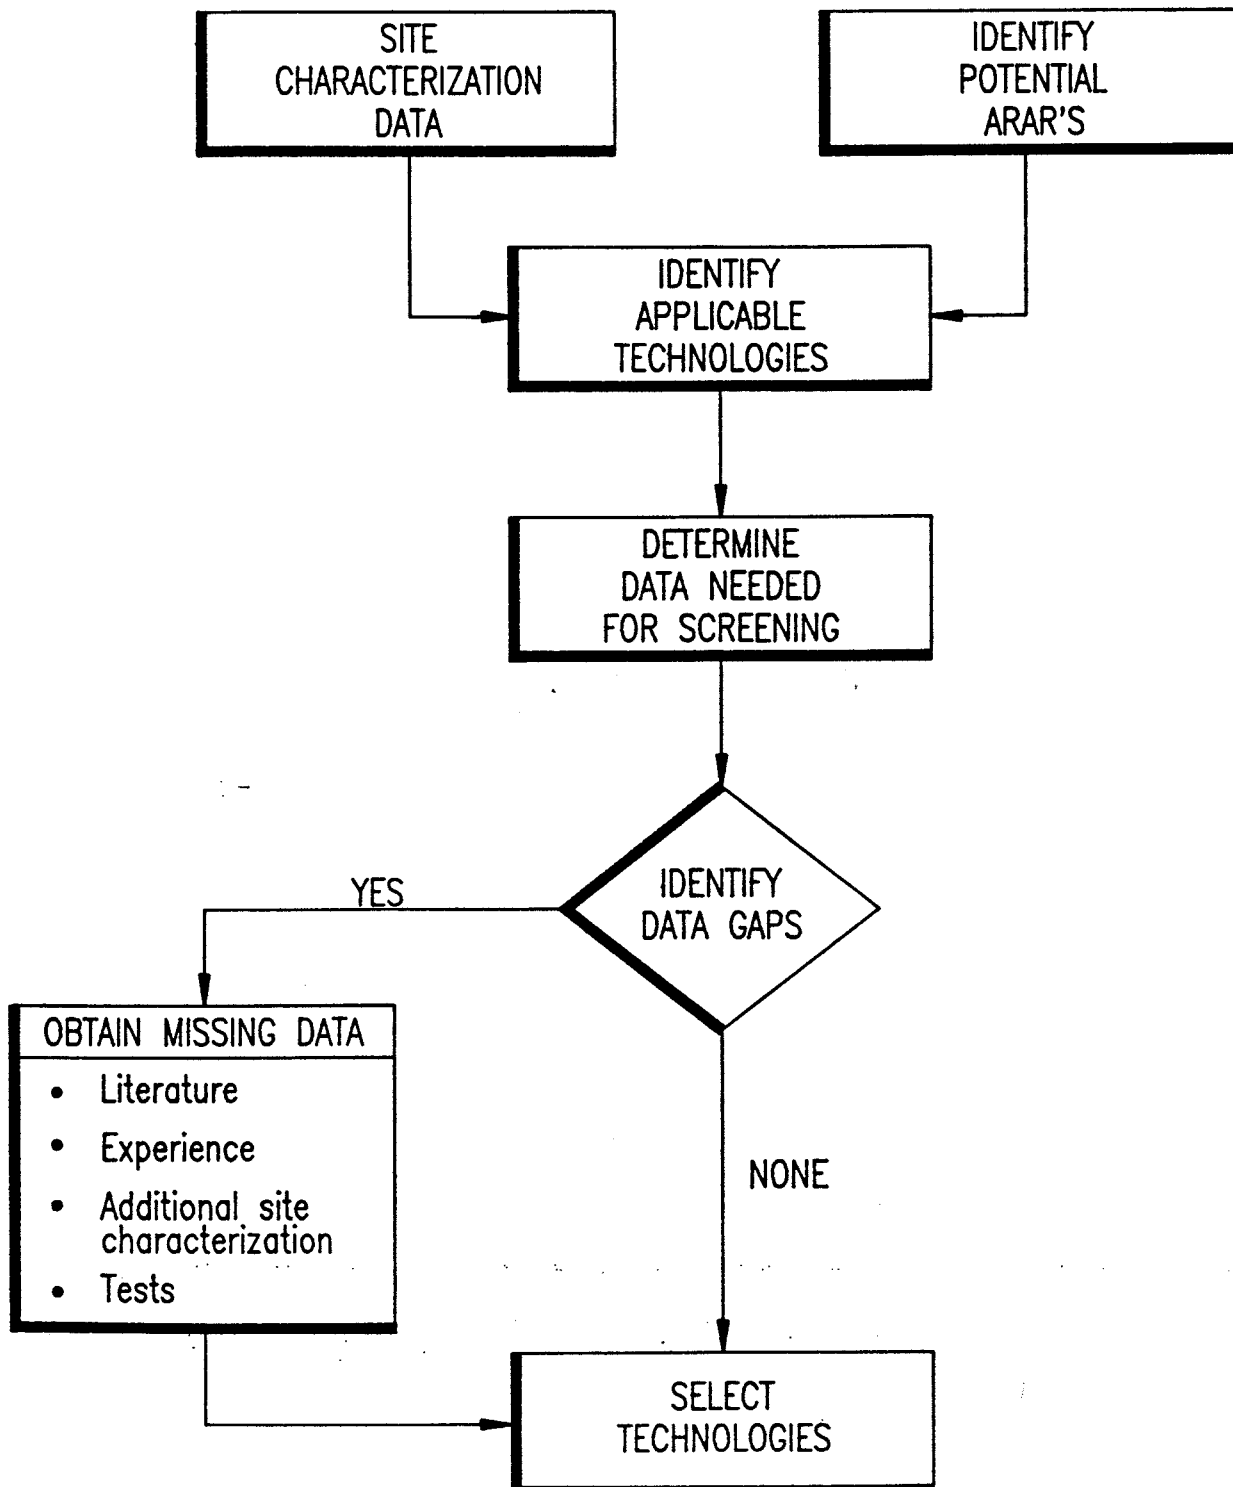 SITE
CHARACTERIZATION
DATA
IDENTIFY
POTENTIAL
ARAR'S
IDENTIFY
APPLICABLE
TECHNOLOGIES
DETERMINE
DATA NEEDED
FOR SCREENING
IDENTIFY
DATA GAPS
YES
OBTAIN MISSING DATA
• Literature
• Experience
• Additional site
characterization
• Tests
NONE
SELECT
TECHNOLOGIES